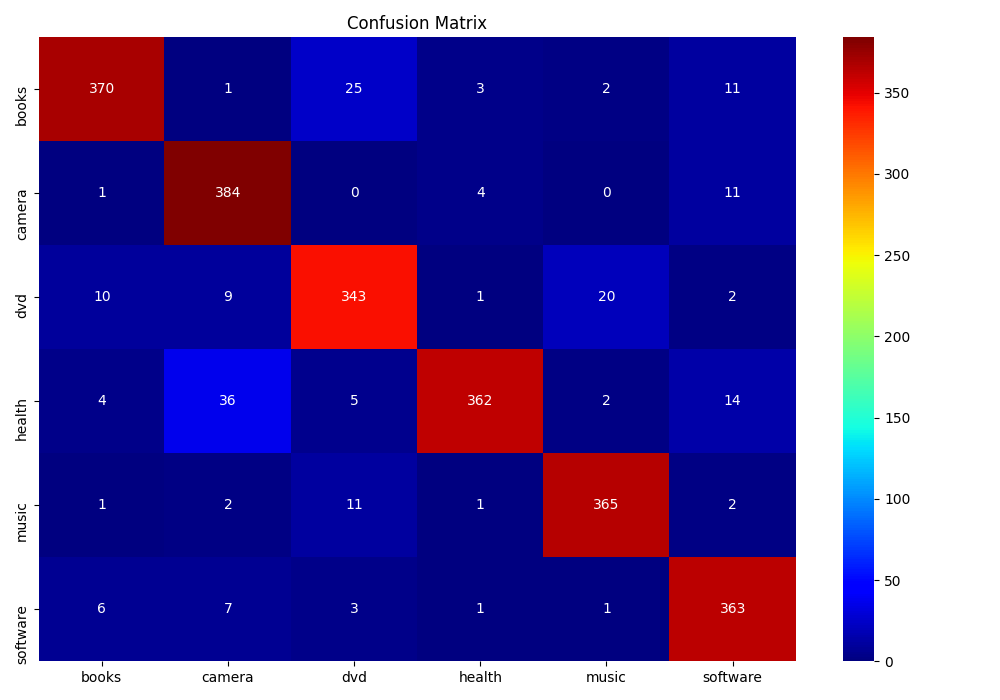 Confusion Matrix
books 370 1 25 3 2 11
camera 1 384 0 4 0 11
dvd 10 9 343 1 20 2
health 4 36 5 362 2 14
music 1 2 11 1 365 2
software 6 7 3 1 1 363
books camera dvd health music software
350
300
250
200
150
100
50
0